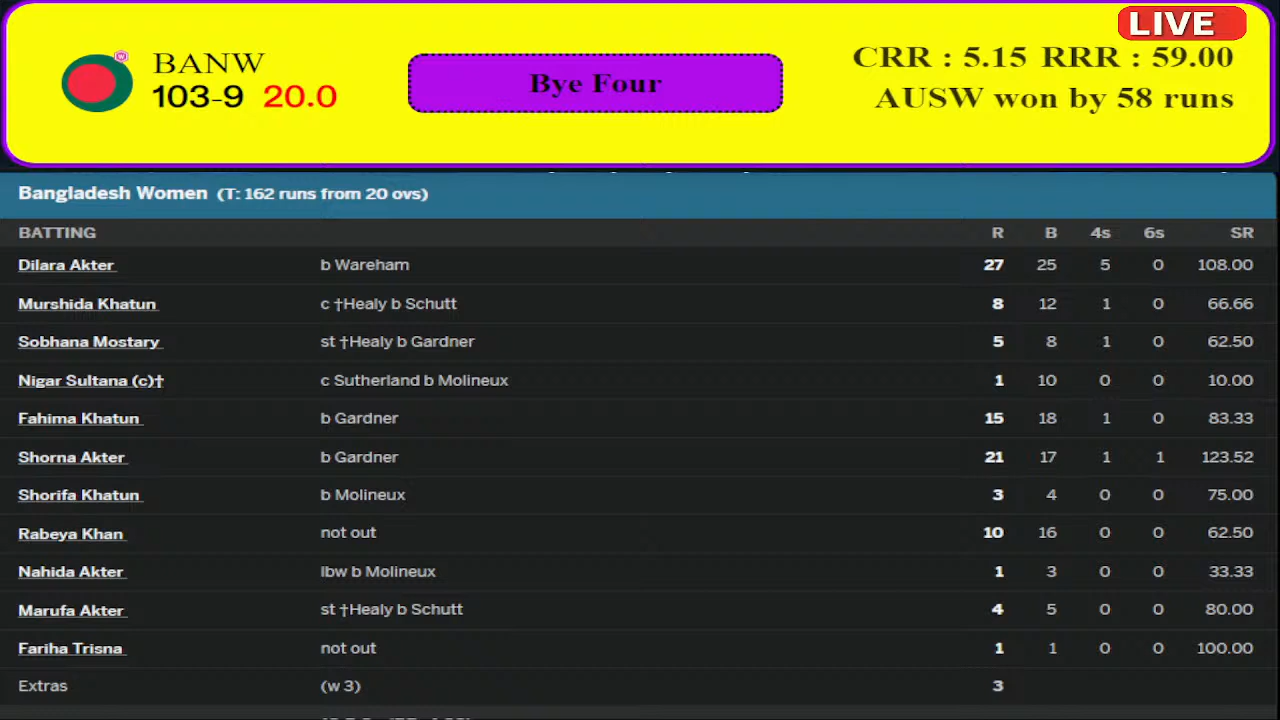 LIVE
BANW
103-9 20.0
Bye Four
CRR : 5.15 RRR : 59.00
AUSW won by 58 runs
Bangladesh Women (T: 162 runs from 20 ovs)
BATTING R B 4s 6s SR
Dilara Akter b Wareham 27 25 5 0 108.00
Murshida Khatun c †Healy b Schutt 8 12 1 0 66.66
Sobhana Mostary st †Healy b Gardner 5 8 1 0 62.50
Nigar Sultana (c)† c Sutherland b Molineux 1 10 0 0 10.00
Fahima Khatun b Gardner 15 18 1 0 83.33
Shorna Akter b Gardner 21 17 1 1 123.52
Shorifa Khatun b Molineux 3 4 0 0 75.00
Rabeya Khan not out 10 16 0 0 62.50
Nahida Akter lbw b Molineux 1 3 0 0 33.33
Marufa Akter st †Healy b Schutt 4 5 0 0 80.00
Fariha Trisna not out 1 1 0 0 100.00
Extras (w 3) 3